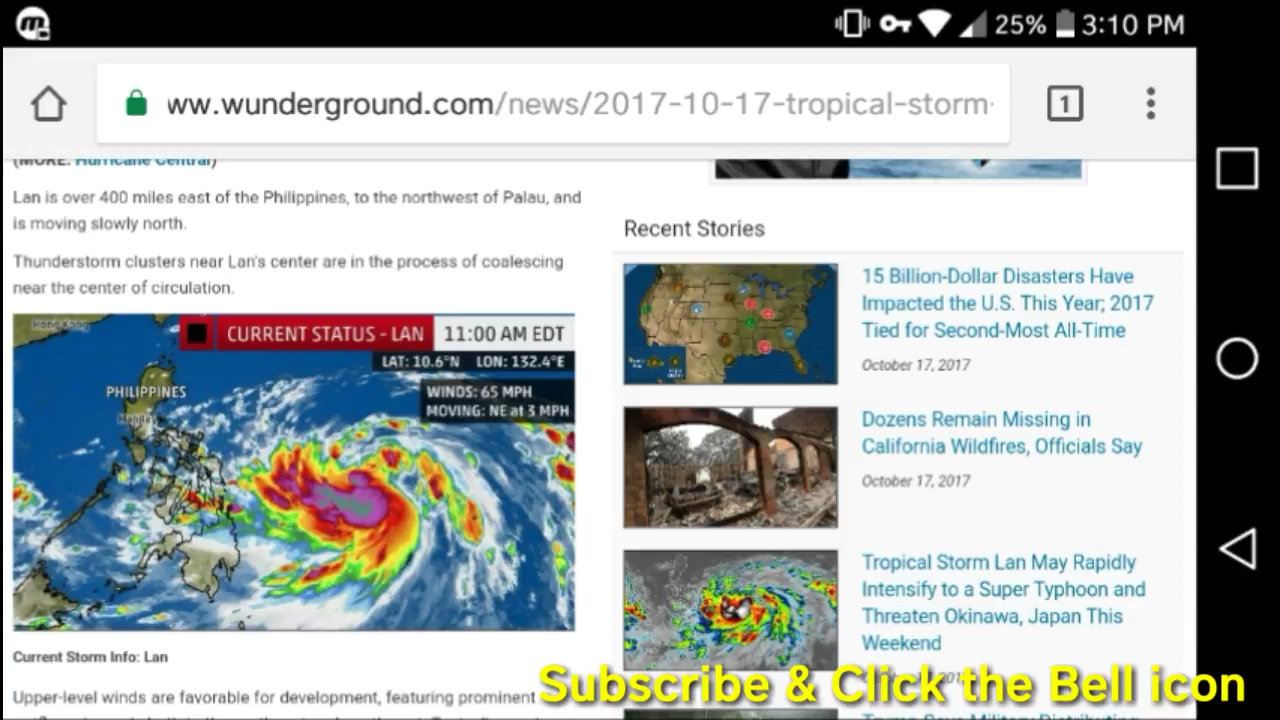 25% 3:10 PM
ww.wunderground.com/news/2017-10-17-tropical-storm-
1
(MORE: Hurricane Central)
Lan is over 400 miles east of the Philippines, to the northwest of Palau, and
is moving slowly north.
Thunderstorm clusters near Lan's center are in the process of coalescing
near the center of circulation.
Hong Kong
CURRENT STATUS - LAN 11:00 AM EDT
LAT: 10.6°N LON: 132.4°E
WINDS: 65 MPH
MOVING: NE at 3 MPH
PHILIPPINES
Manila
Current Storm Info: Lan
Upper-level winds are favorable for development, featuring prominent
Recent Stories
15 Billion-Dollar Disasters Have
Impacted the U.S. This Year; 2017
Tied for Second-Most All-Time
October 17, 2017
Dozens Remain Missing in
California Wildfires, Officials Say
October 17, 2017
Tropical Storm Lan May Rapidly
Intensify to a Super Typhoon and
Threaten Okinawa, Japan This
Weekend
Subscribe & Click the Bell icon